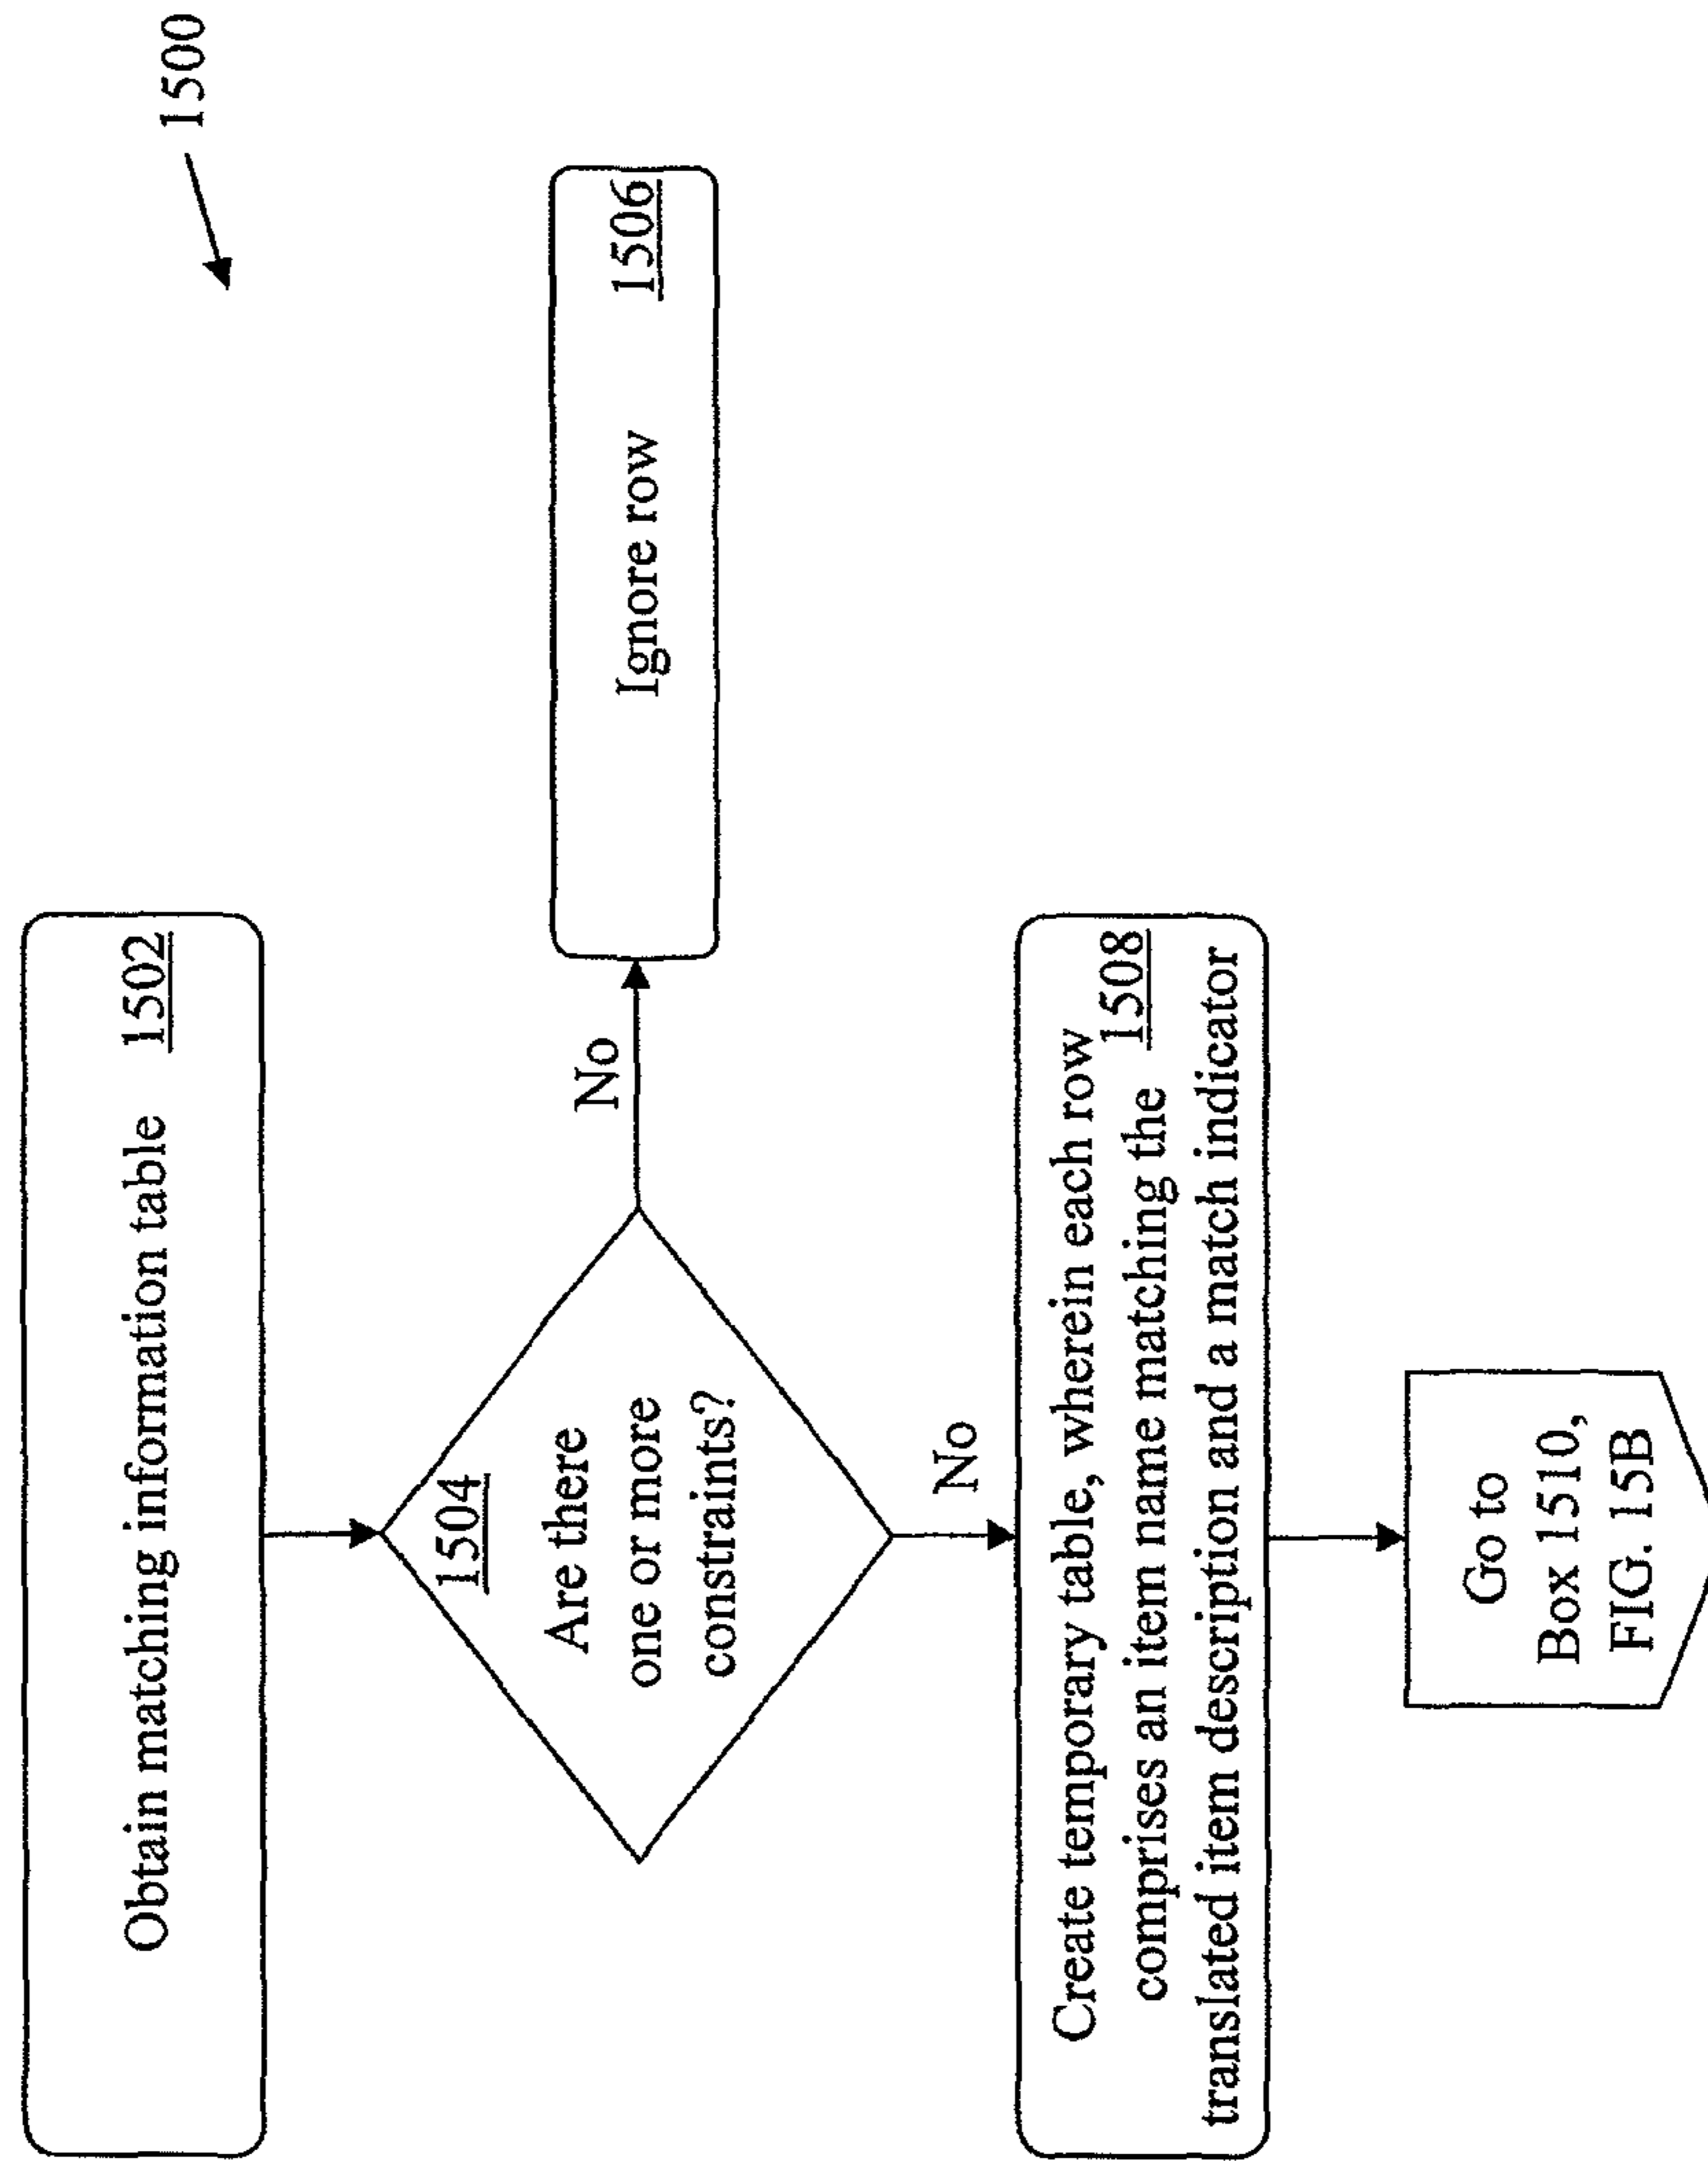 1500
Obtain matching information table 1502
1504
Are there
one or more
constraints?
No
Ignore row 1506
No
Create temporary table, wherein each row
comprises an item name matching the 1508
translated item description and a match indicator
Go to
Box 1510,
FIG. 15B